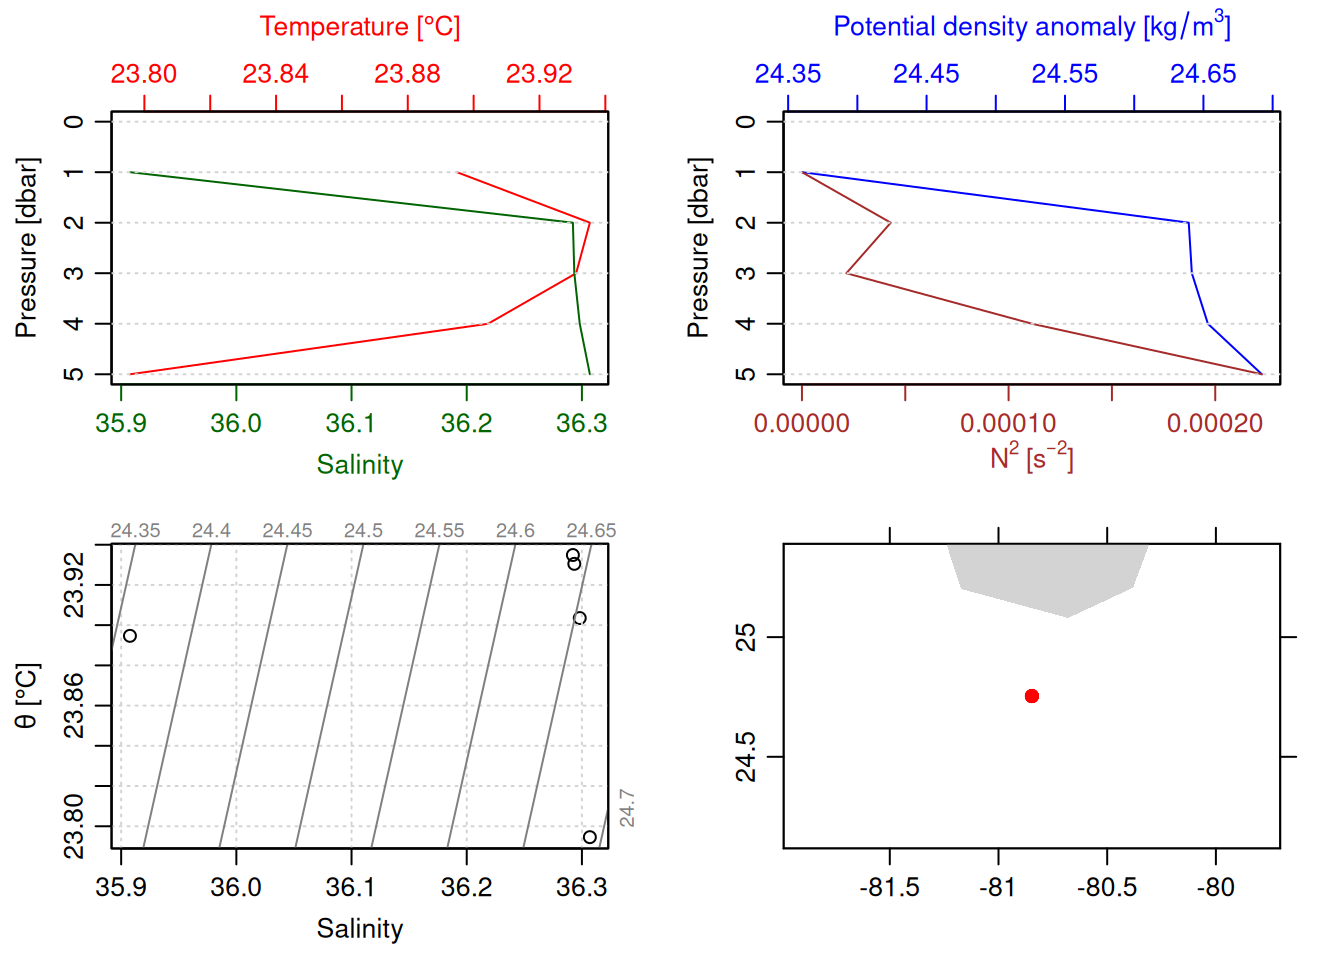 Temperature [°C]
23.80 23.84 23.88 23.92
0
1
2
3
4
5
Pressure [dbar]
35.9 36.0 36.1 36.2 36.3
Salinity
Potential density anomaly [kg/m³]
24.35 24.45 24.55 24.65
0
1
2
3
4
5
Pressure [dbar]
0.00000 0.00010 0.00020
N² [s⁻²]
24.35 24.4 24.45 24.5 24.55 24.6 24.65
24.7
23.92
23.86
23.80
θ [°C]
35.9 36.0 36.1 36.2 36.3
Salinity
25
24.5
-81.5 -81 -80.5 -80